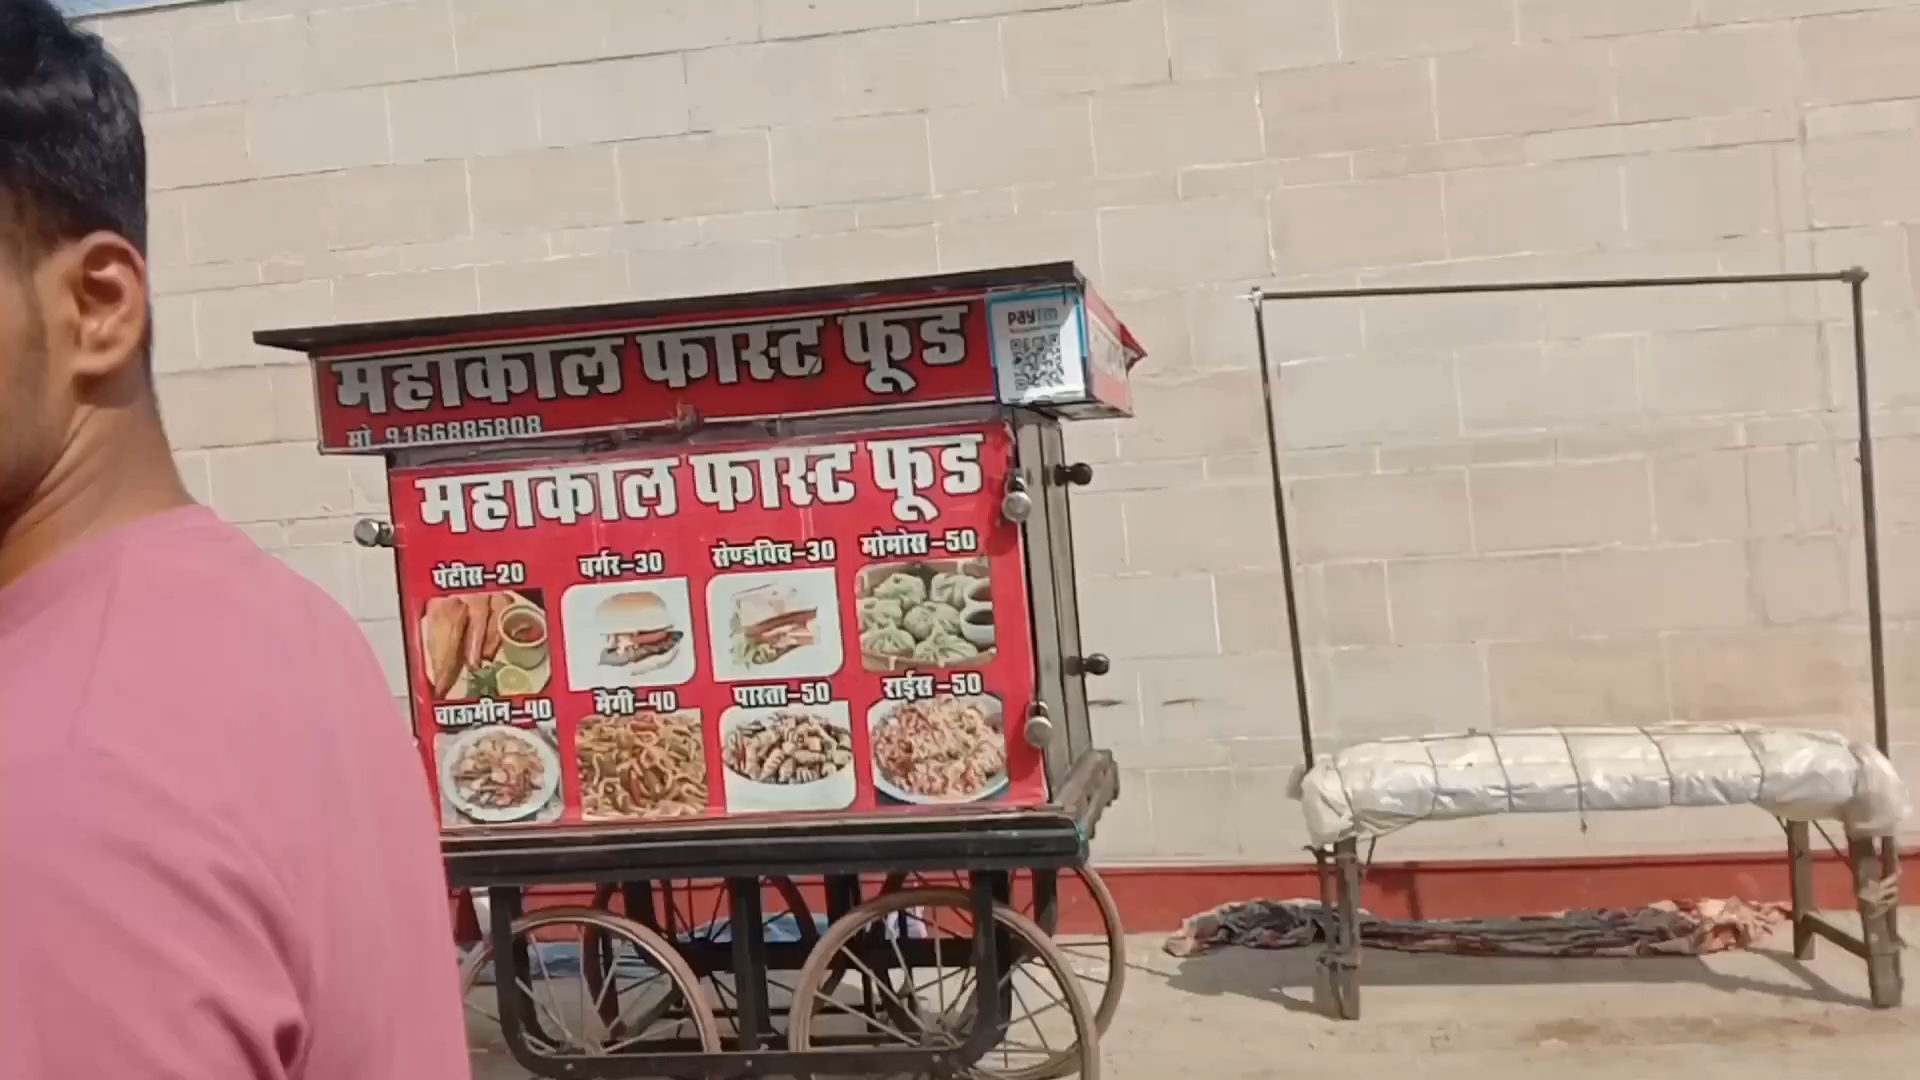 महाकाल फास्ट फूड
paytm
मो. 9166885808
महाकाल फास्ट फूड
पेटीस-20 बर्गर-30 सेण्डविच-30 मोमोस-50
चाऊमीन-40 मैगी-40 पास्ता-50 राईस-50